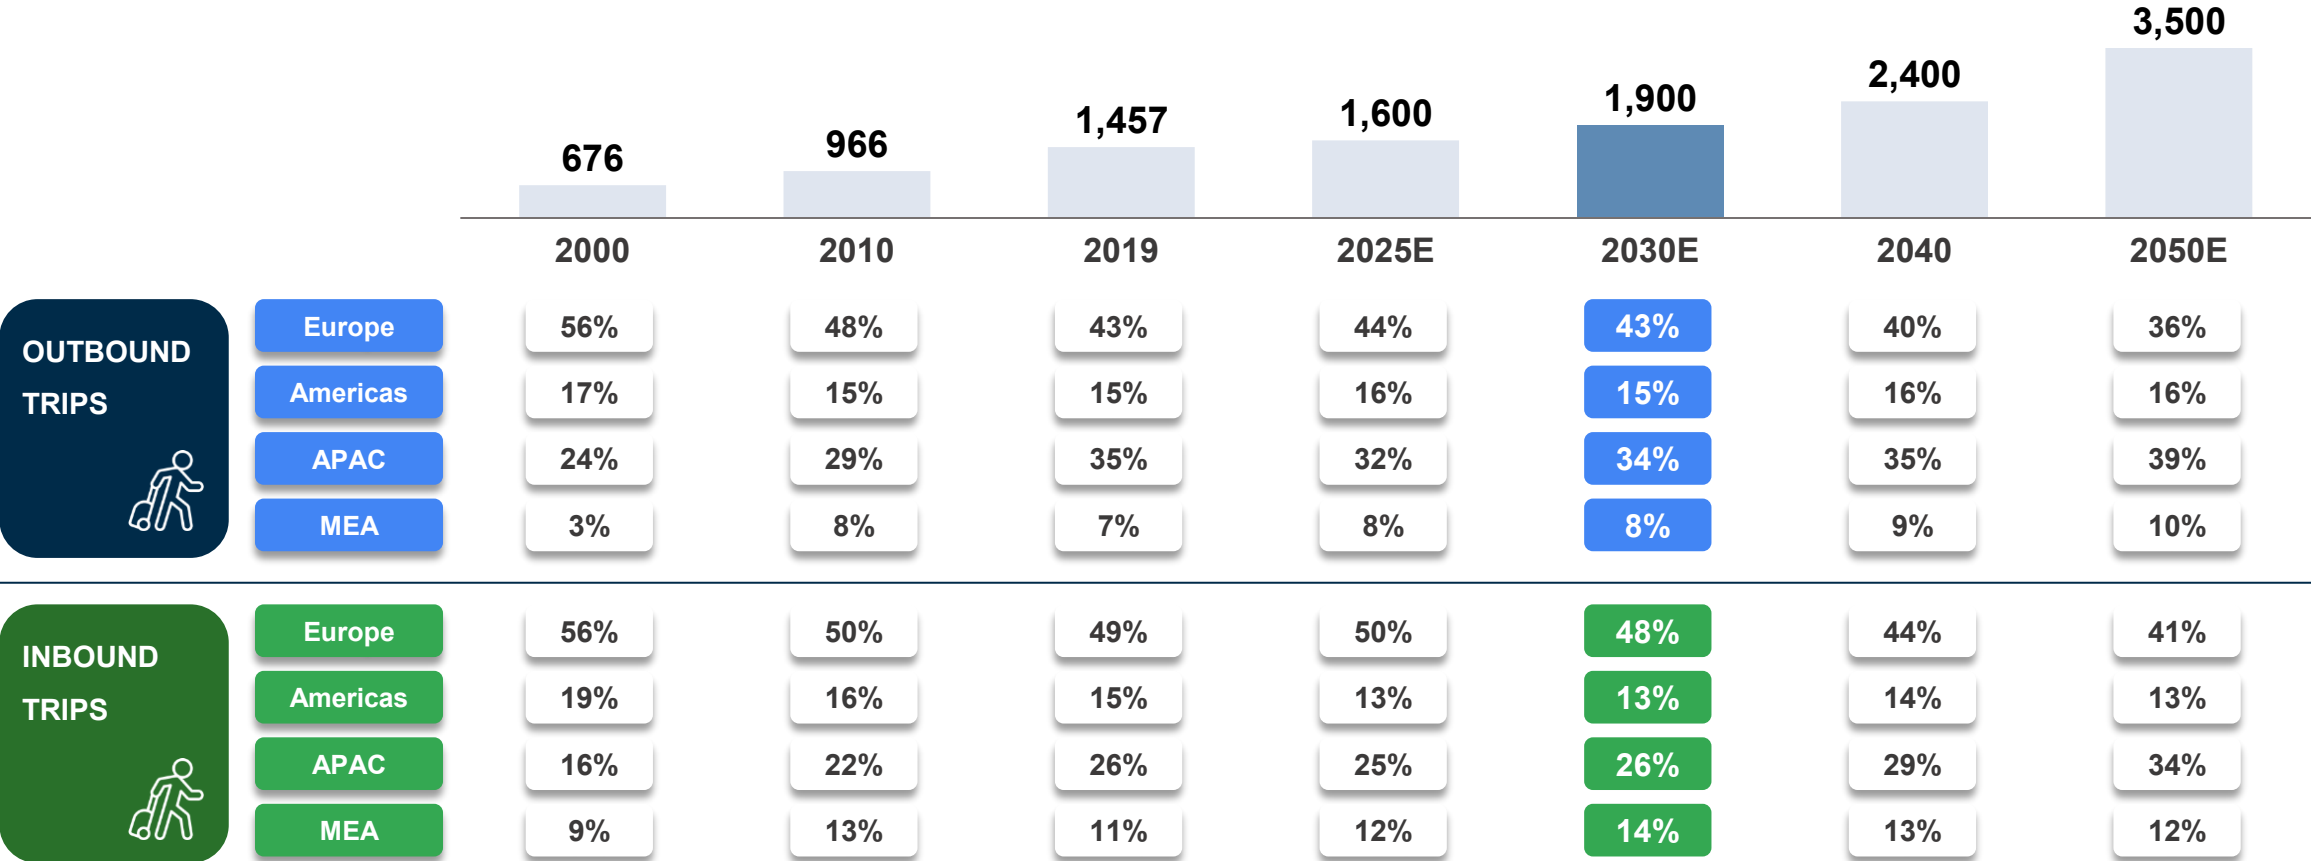 3,500
2,400
1,900
1,600
1,457
966
676
2000 2010 2019 2025E 2030E 2040 2050E
OUTBOUND
TRIPS
Europe 56% 48% 43% 44% 43% 40% 36%
Americas 17% 15% 15% 16% 15% 16% 16%
APAC 24% 29% 35% 32% 34% 35% 39%
MEA 3% 8% 7% 8% 8% 9% 10%
INBOUND
TRIPS
Europe 56% 50% 49% 50% 48% 44% 41%
Americas 19% 16% 15% 13% 13% 14% 13%
APAC 16% 22% 26% 25% 26% 29% 34%
MEA 9% 13% 11% 12% 14% 13% 12%